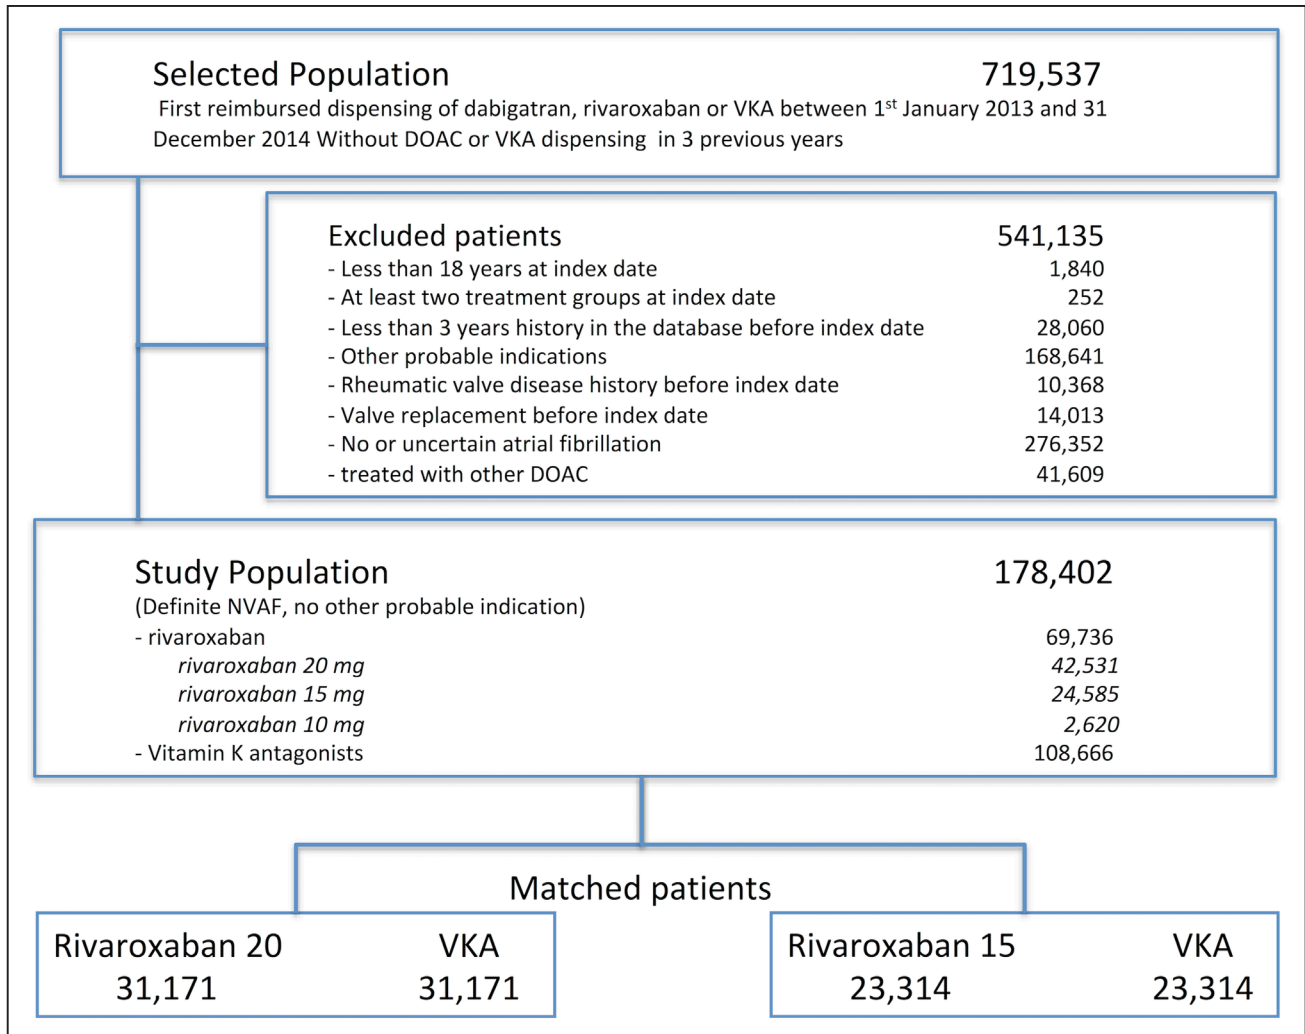 Selected Population 719,537
First reimbursed dispensing of dabigatran, rivaroxaban or VKA between 1st January 2013 and 31
December 2014 Without DOAC or VKA dispensing in 3 previous years
Excluded patients 541,135
- Less than 18 years at index date 1,840
- At least two treatment groups at index date 252
- Less than 3 years history in the database before index date 28,060
- Other probable indications 168,641
- Rheumatic valve disease history before index date 10,368
- Valve replacement before index date 14,013
- No or uncertain atrial fibrillation 276,352
- treated with other DOAC 41,609
Study Population 178,402
(Definite NVAF, no other probable indication)
- rivaroxaban 69,736
rivaroxaban 20 mg 42,531
rivaroxaban 15 mg 24,585
rivaroxaban 10 mg 2,620
- Vitamin K antagonists 108,666
Matched patients
Rivaroxaban 20 VKA
31,171 31,171
Rivaroxaban 15 VKA
23,314 23,314